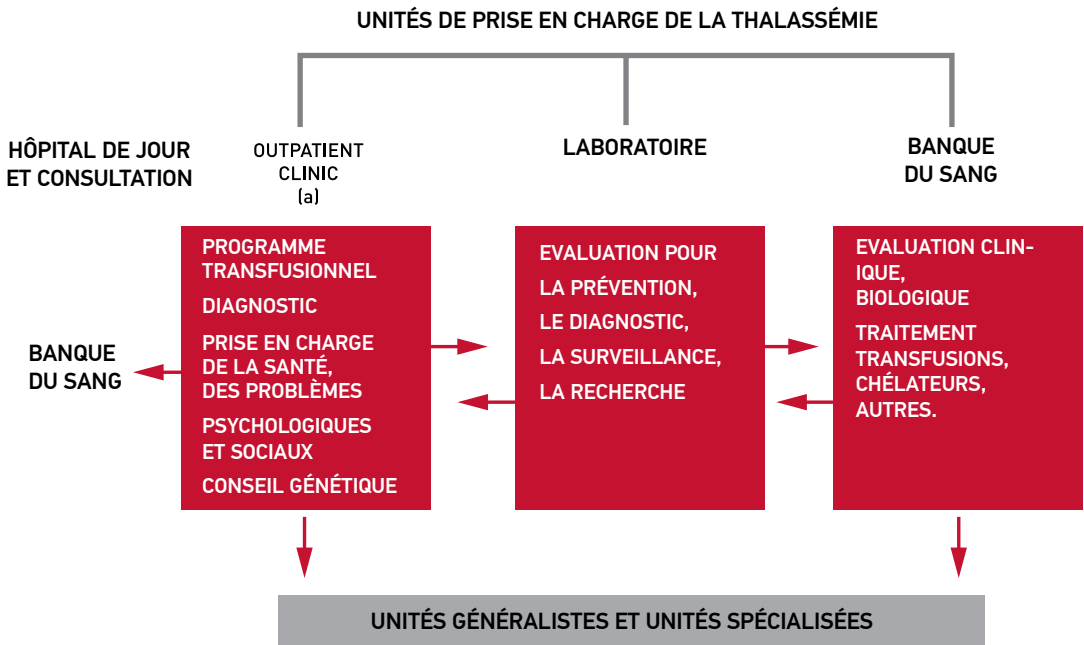 UNITÉS DE PRISE EN CHARGE DE LA THALASSÉMIE
HÔPITAL DE JOUR
ET CONSULTATION
OUTPATIENT
CLINIC
(a)
LABORATOIRE
BANQUE
DU SANG
BANQUE
DU SANG
PROGRAMME
TRANSFUSIONNEL
DIAGNOSTIC
PRISE EN CHARGE
DE LA SANTÉ,
DES PROBLÈMES
PSYCHOLOGIQUES
ET SOCIAUX
CONSEIL GÉNÉTIQUE
EVALUATION POUR
LA PRÉVENTION,
LE DIAGNOSTIC,
LA SURVEILLANCE,
LA RECHERCHE
EVALUATION CLIN-
IQUE,
BIOLOGIQUE
TRAITEMENT
TRANSFUSIONS,
CHÉLATEURS,
AUTRES.
UNITÉS GÉNÉRALISTES ET UNITÉS SPÉCIALISÉES